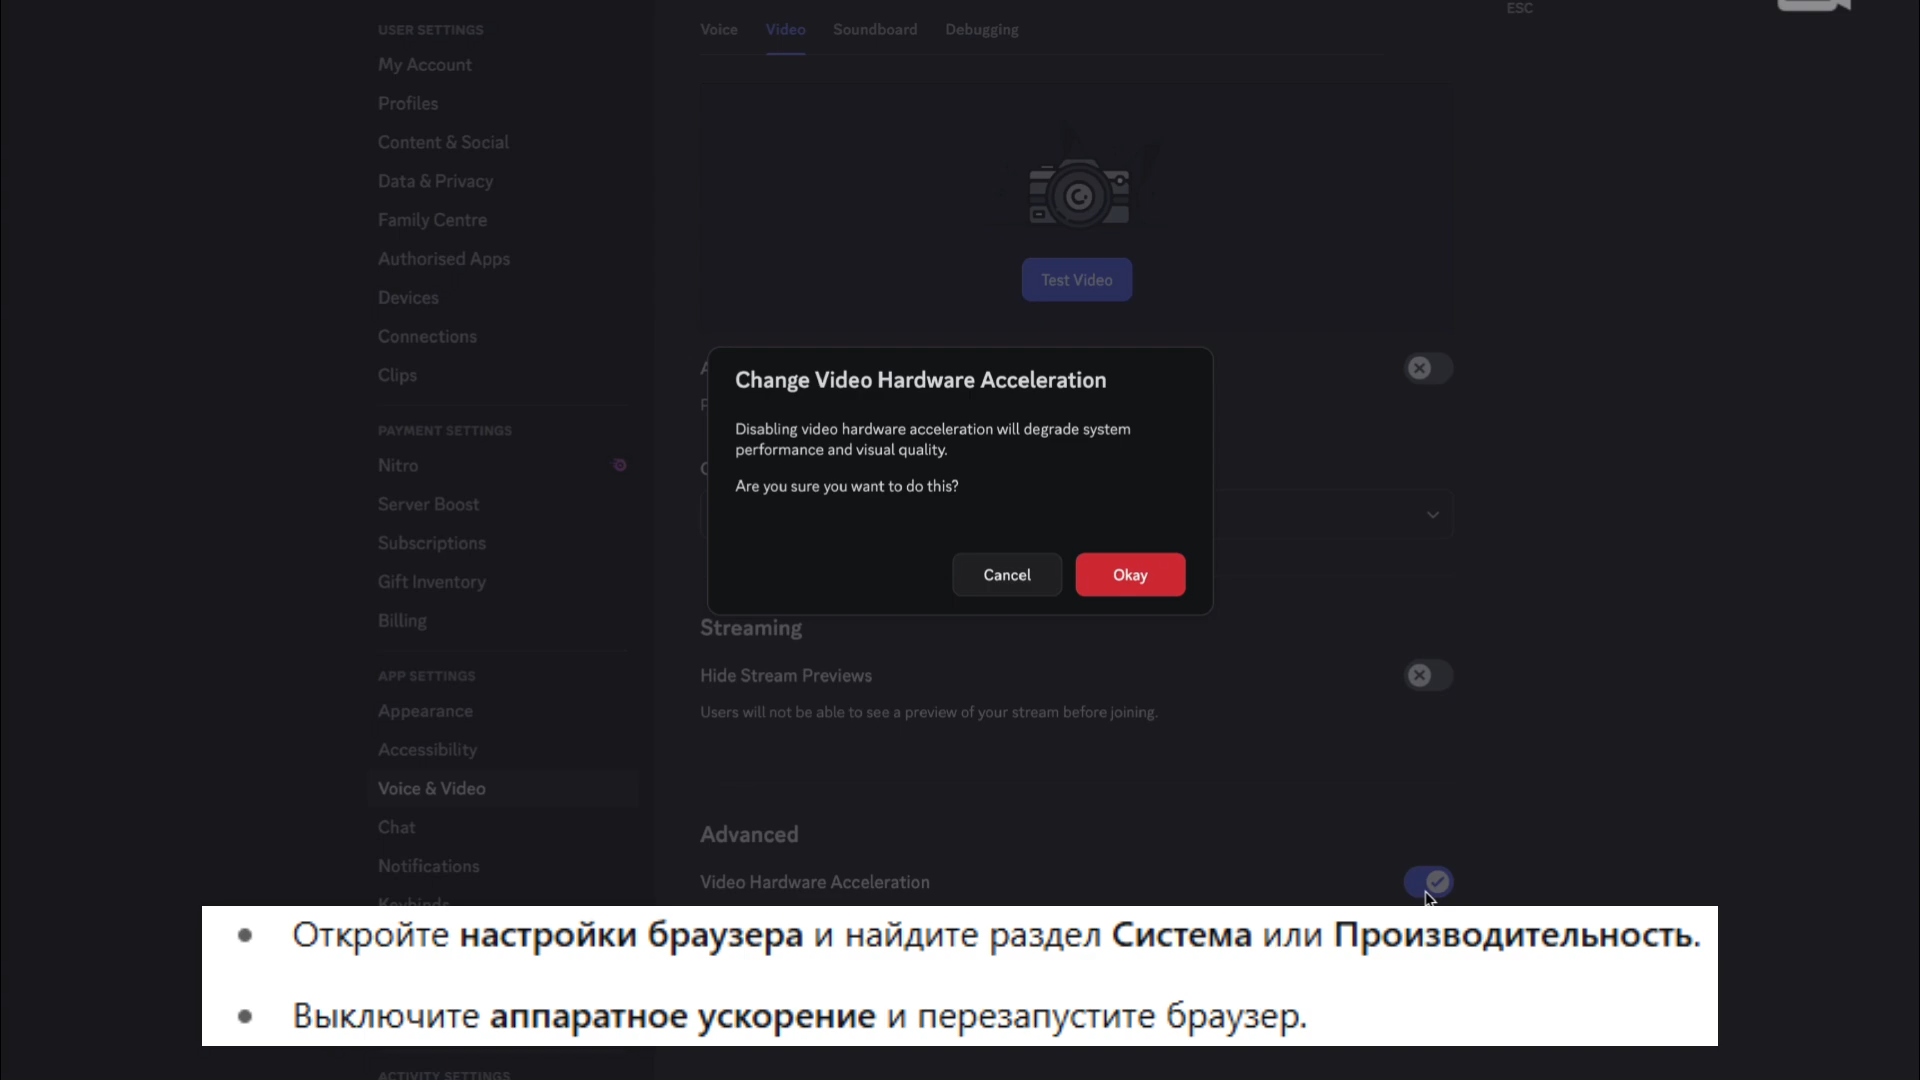 USER SETTINGS
My Account
Profiles
Content & Social
Data & Privacy
Family Centre
Authorised Apps
Devices
Connections
Clips
PAYMENT SETTINGS
Nitro
Server Boost
Subscriptions
Gift Inventory
Billing
APP SETTINGS
Appearance
Accessibility
Voice & Video
Chat
Notifications
Keybinds
ACTIVITY SETTINGS
Voice Video Soundboard Debugging
ESC
Test Video
Change Video Hardware Acceleration
Disabling video hardware acceleration will degrade system
performance and visual quality.
Are you sure you want to do this?
Cancel Okay
Streaming
Hide Stream Previews
Users will not be able to see a preview of your stream before joining.
Advanced
Video Hardware Acceleration
• Откройте настройки браузера и найдите раздел Система или Производительность.
• Выключите аппаратное ускорение и перезапустите браузер.